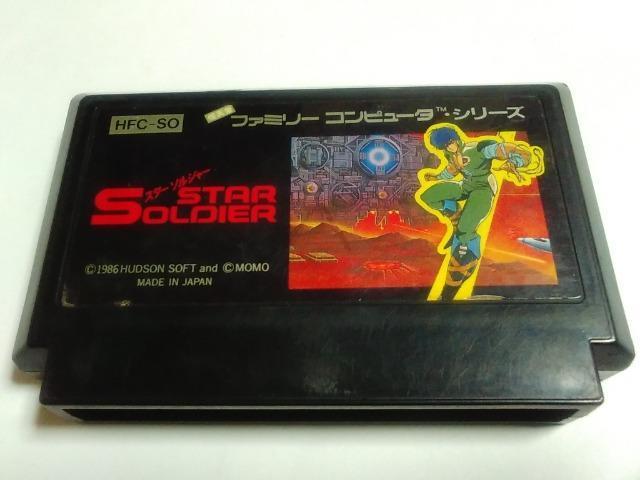 HFC-SO
ファミリー コンピュータ™・シリーズ
スター ソルジャー
STAR
SOLDIER
©1986 HUDSON SOFT and ©MOMO
MADE IN JAPAN